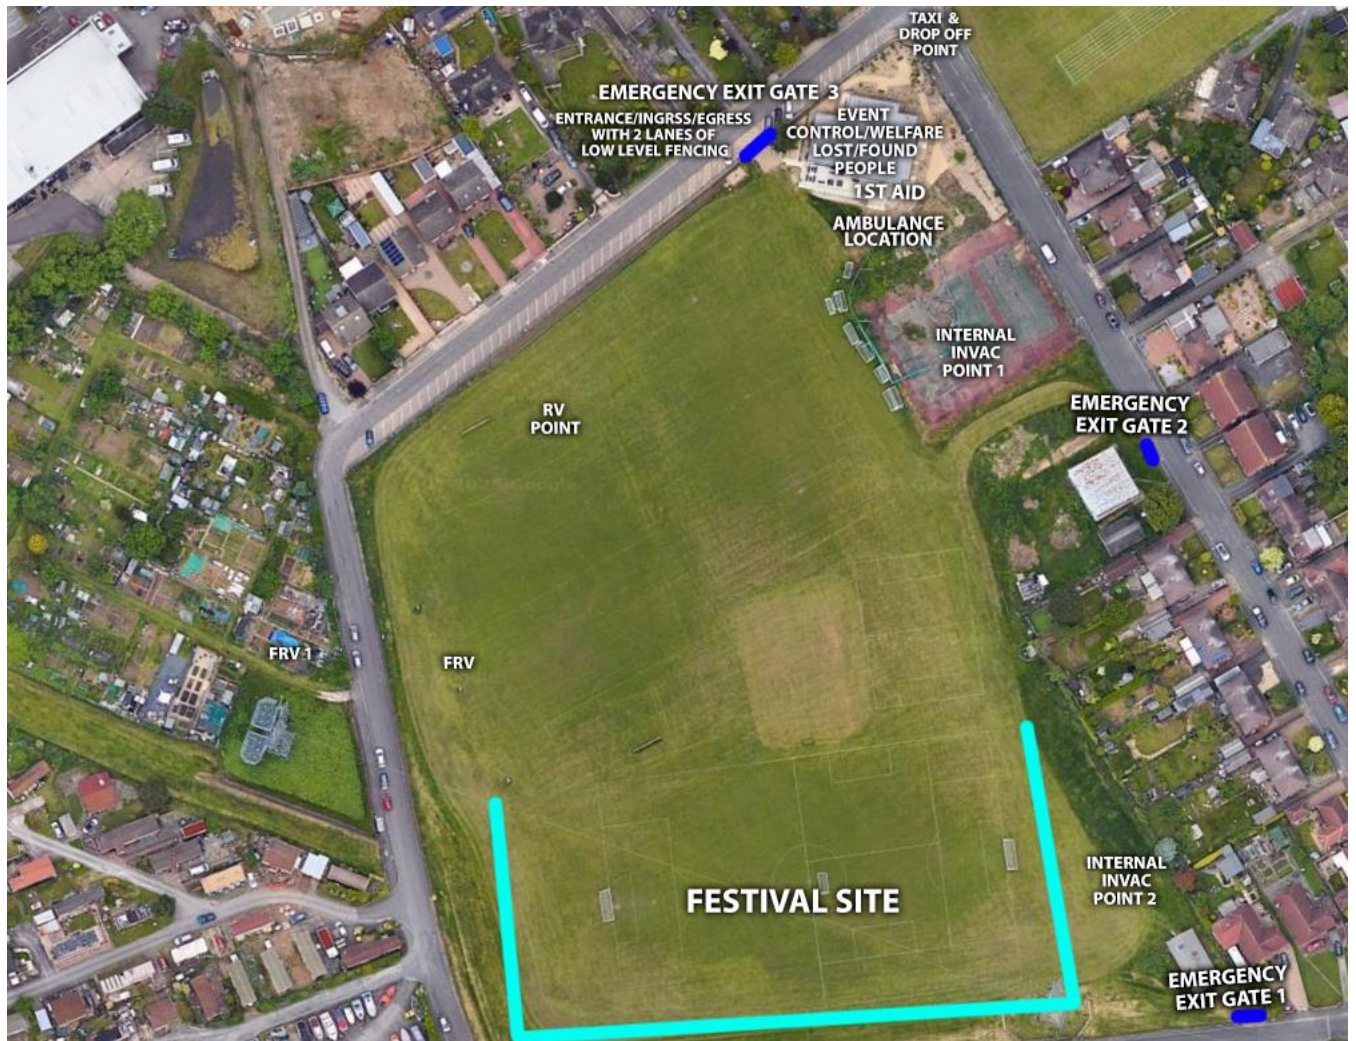 TAXI &
DROP OFF
POINT
EMERGENCY EXIT GATE 3
ENTRANCE/INGRSS/EGRESS
WITH 2 LANES OF
LOW LEVEL FENCING
EVENT
CONTROL/WELFARE
LOST/FOUND
PEOPLE
1ST AID
AMBULANCE
LOCATION
INTERNAL
INVAC
POINT 1
RV
POINT
EMERGENCY
EXIT GATE 2
FRV 1
FRV
INTERNAL
INVAC
POINT 2
FESTIVAL SITE
EMERGENCY
EXIT GATE 1